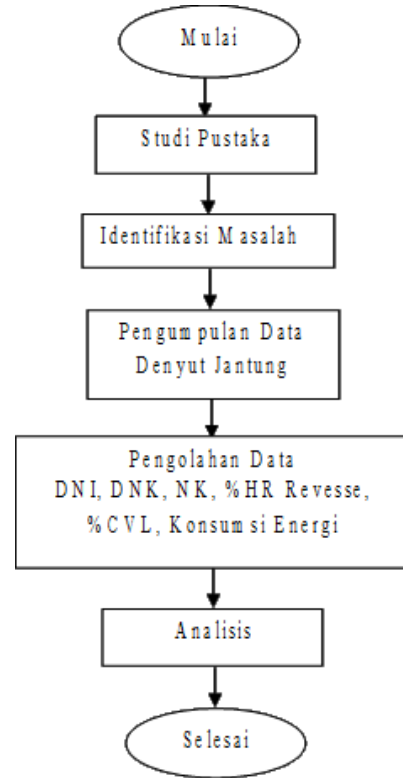 Mulai
Studi Pustaka
Identifikasi Masalah
Pengumpulan Data
Denyut Jantung
Pengolahan Data
DNI, DNK, NK, %HR Revesse,
%CVL, Konsumsi Energi
Analisis
Selesai